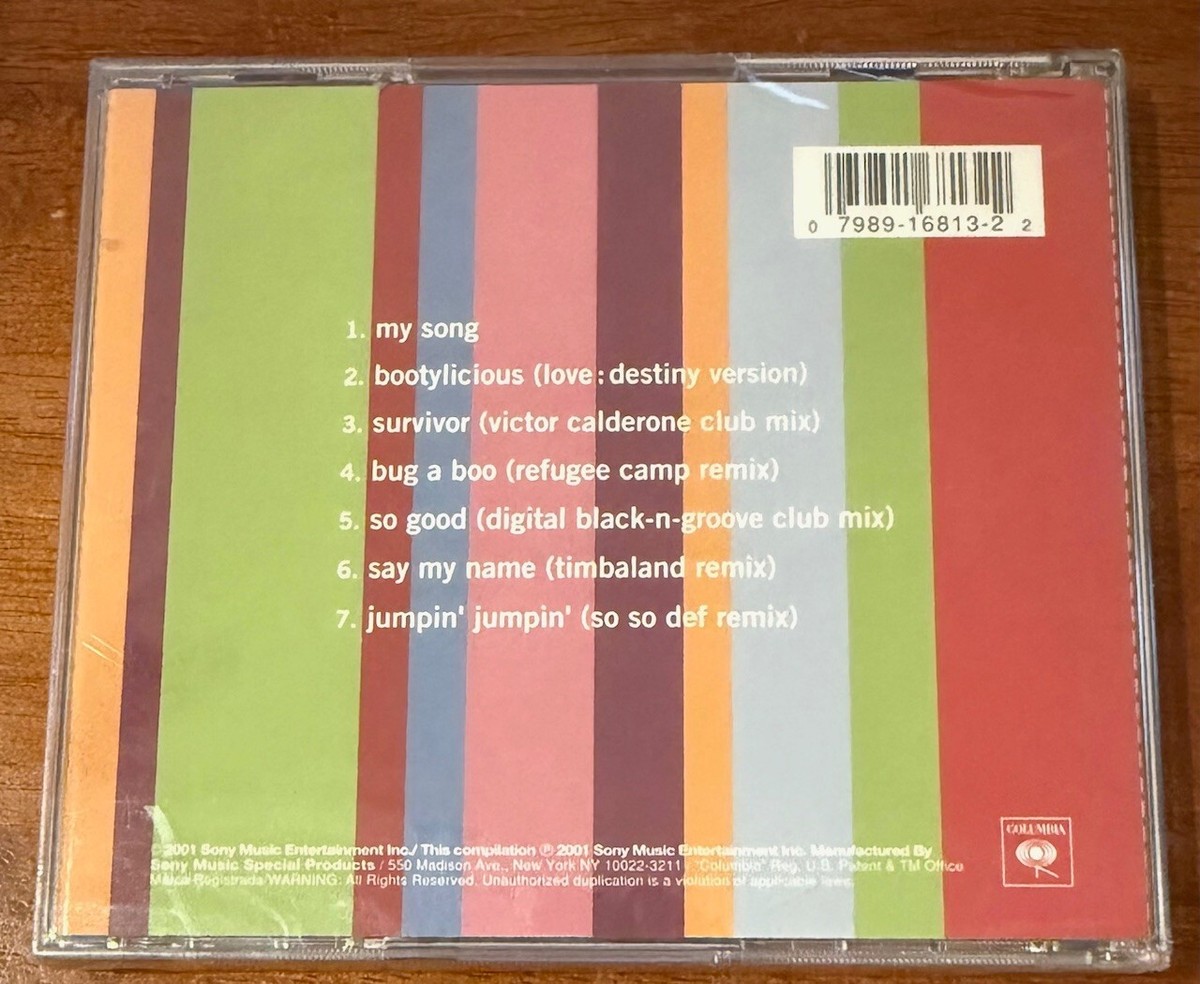 0 7989-16813-2 2
1. my song
2. bootylicious (love : destiny version)
3. survivor (victor calderone club mix)
4. bug a boo (refugee camp remix)
5. so good (digital black-n-groove club mix)
6. say my name (timbaland remix)
7. jumpin' jumpin' (so so def remix)
COLUMBIA
© 2001 Sony Music Entertainment Inc./ This compilation ℗ 2001 Sony Music Entertainment Inc. Manufactured By
Sony Music Special Products / 550 Madison Ave., New York NY 10022-3211 / "Columbia" Reg. U.S. Patent & TM Office
Marca Registrada/WARNING: All Rights Reserved. Unauthorized duplication is a violation of applicable laws.